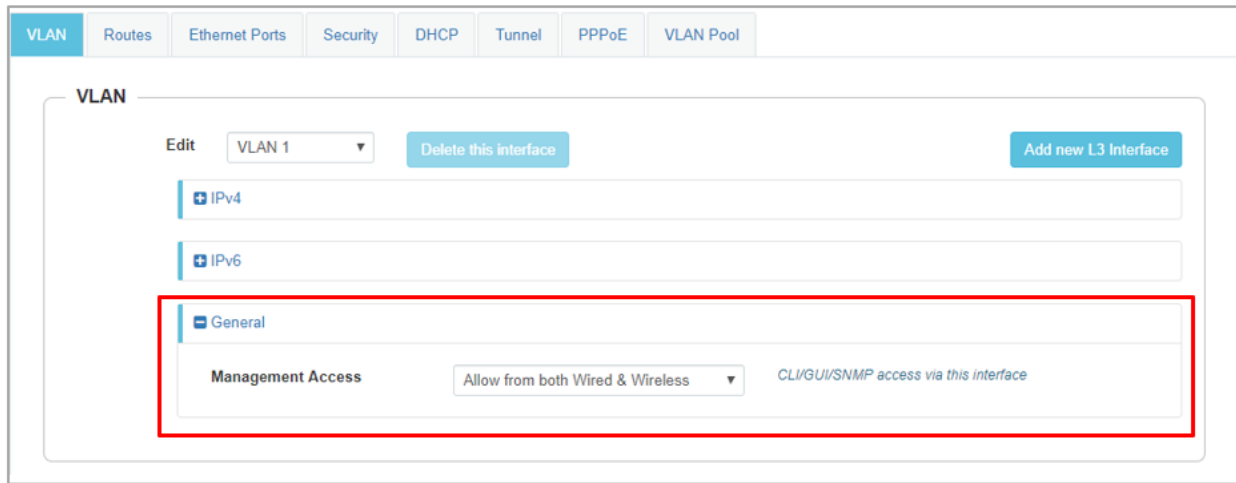 VLAN Routes Ethernet Ports Security DHCP Tunnel PPPoE VLAN Pool
VLAN
Edit VLAN 1 Delete this interface Add new L3 Interface
IPv4
IPv6
General
Management Access Allow from both Wired & Wireless CLI/GUI/SNMP access via this interface